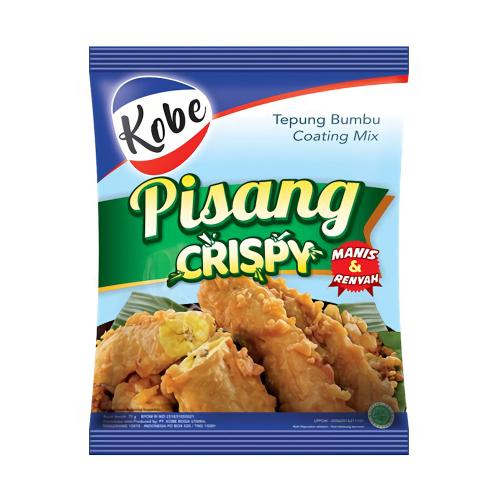 Kobe
Tepung Bumbu
Coating Mix
Pisang
CRISPY
MANIS
&
RENYAH